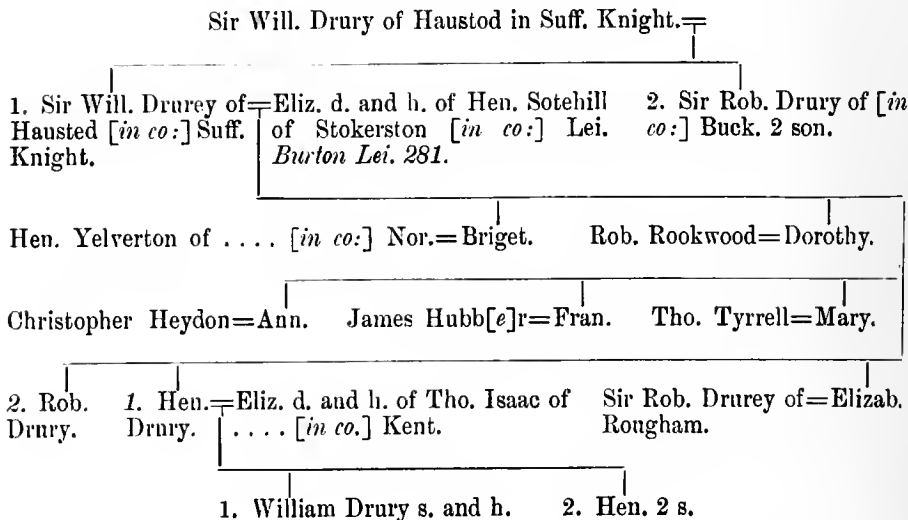 Sir Will. Drury of Haustod in Suff. Knight.=
1. Sir Will. Drurey of=Eliz. d. and h. of Hen. Sotehill 2. Sir Rob. Drury of [in
Hausted [in co:] Suff. of Stokerston [in co:] Lei. co:] Buck. 2 son.
Knight. Burton Lei. 281.
Hen. Yelverton of .... [in co:] Nor.=Briget. Rob. Rookwood=Dorothy.
Christopher Heydon=Ann. James Hubb[e]r=Fran. Tho. Tyrrell=Mary.
2. Rob. 1. Hen.=Eliz. d. and h. of Tho. Isaac of Sir Rob. Drurey of=Elizab.
Drury. Drury. .... [in co.] Kent. Rougham.
1. William Drury s. and h. 2. Hen. 2 s.